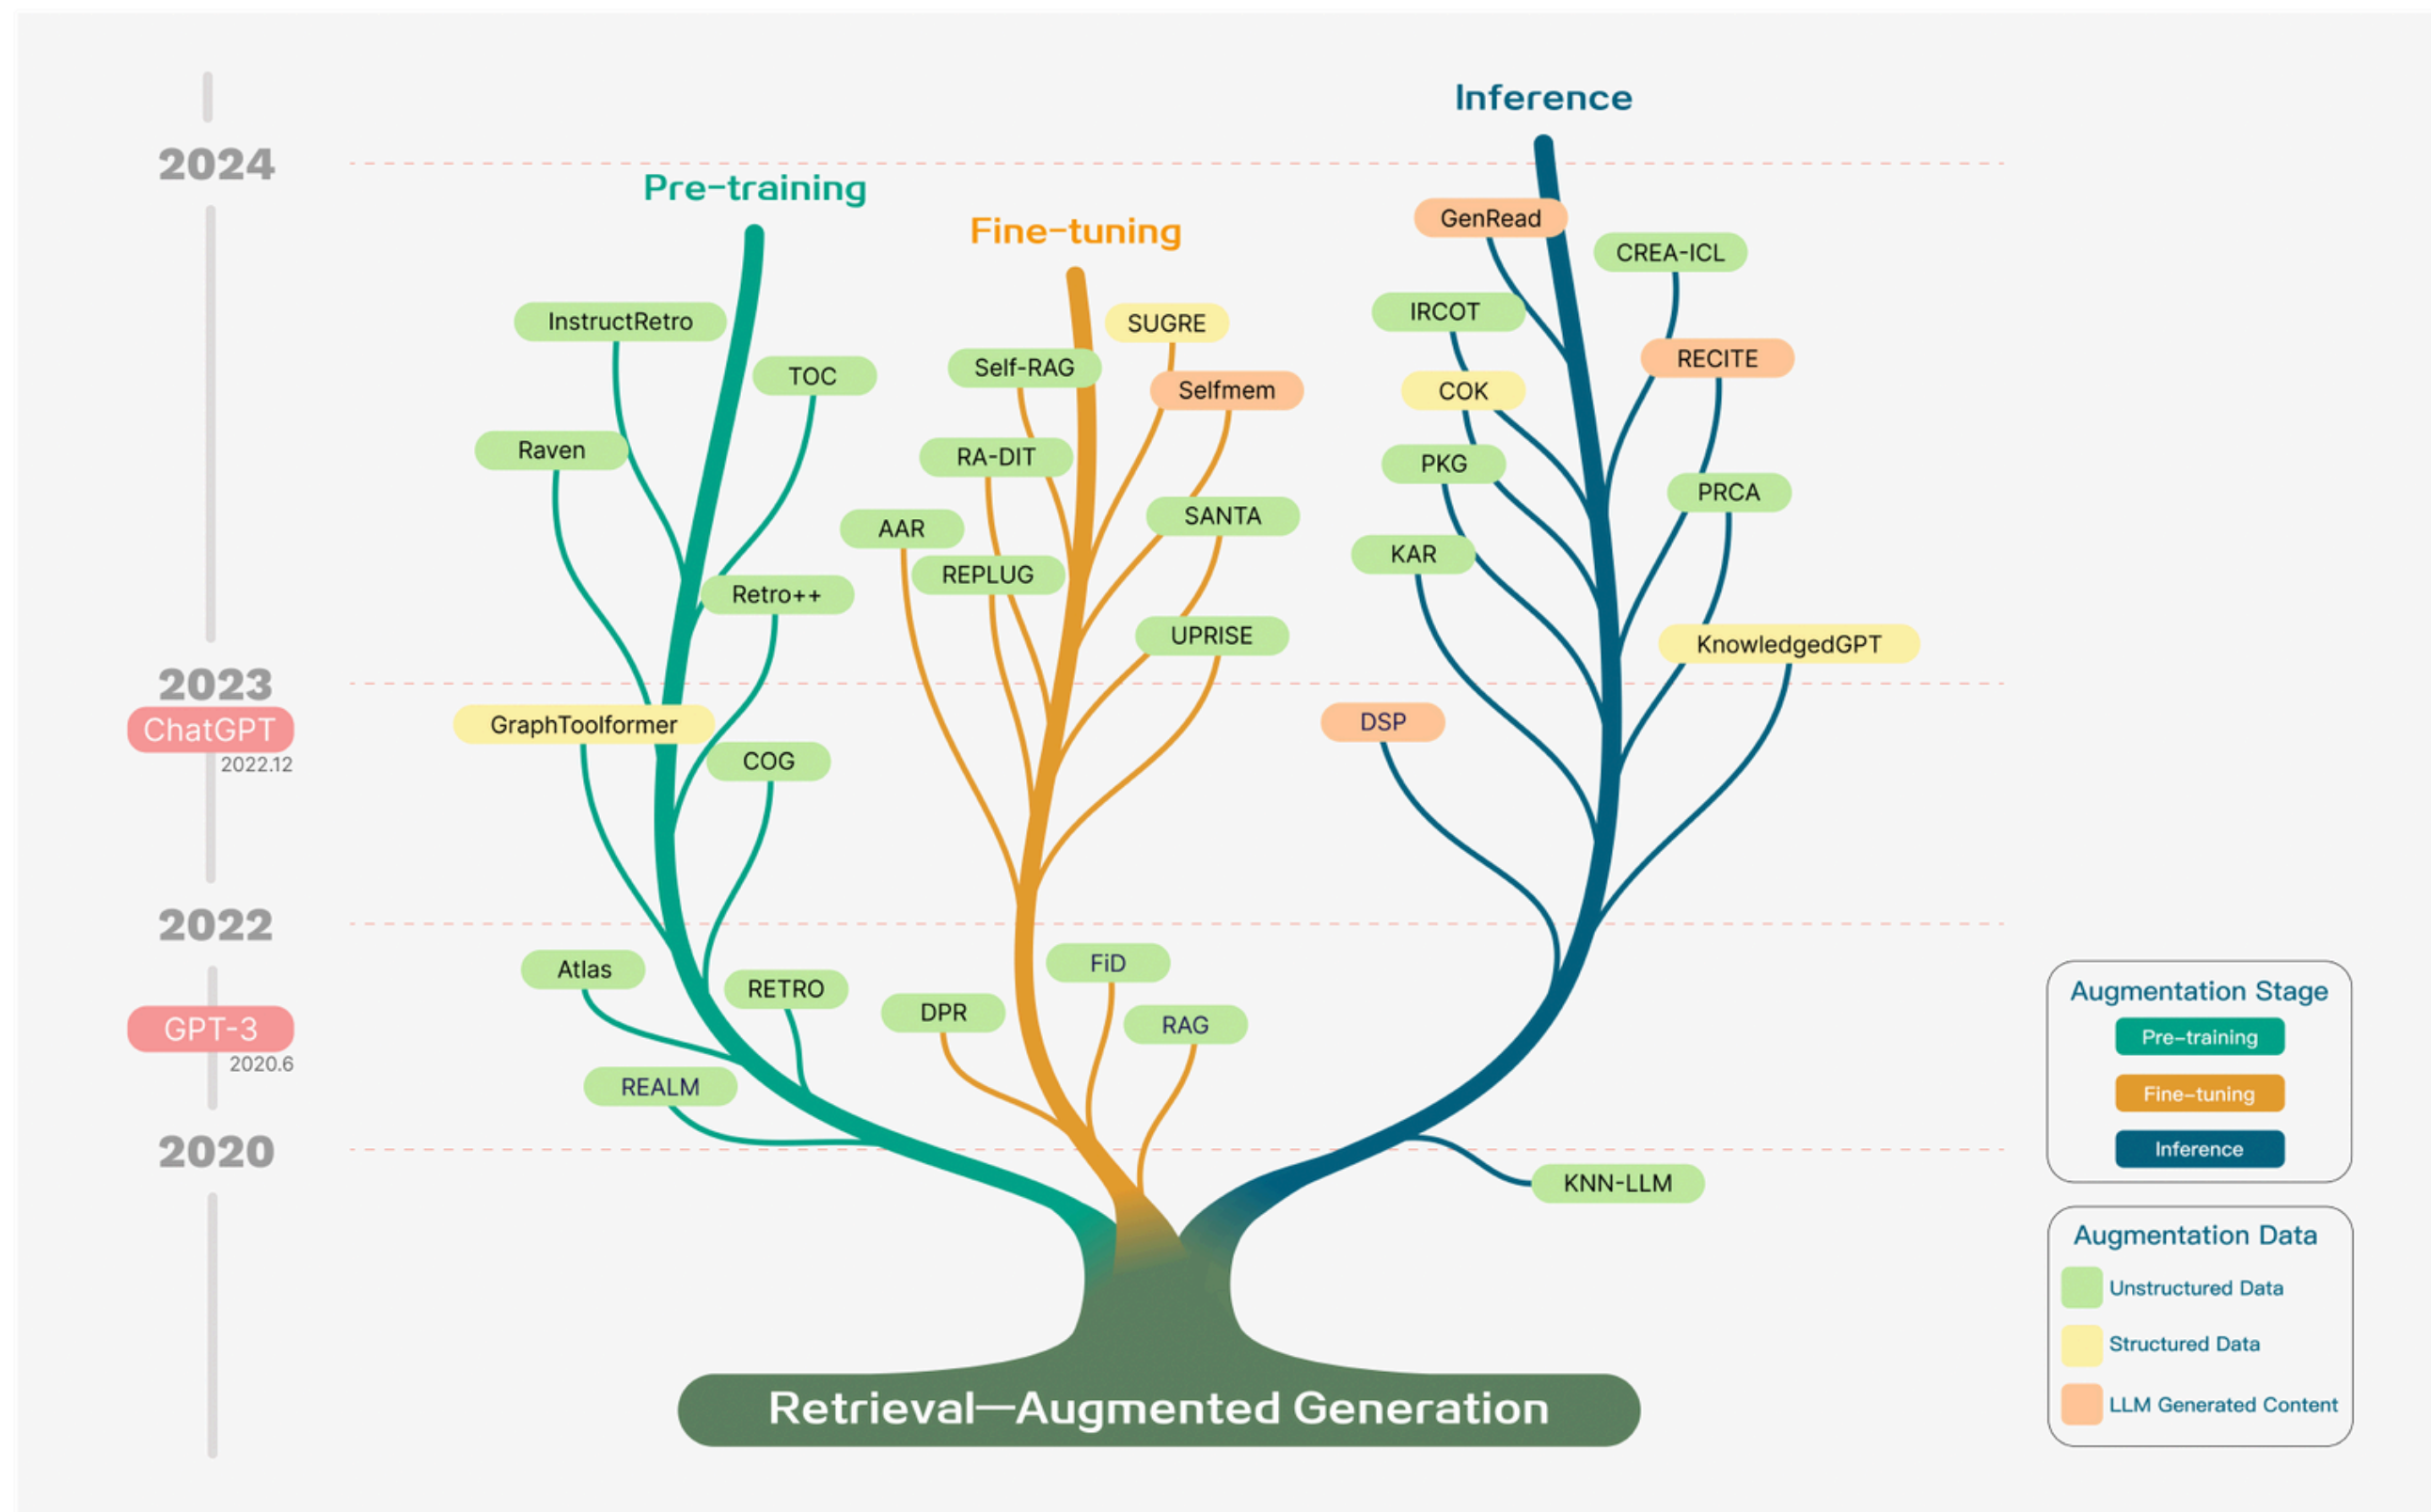 Inference
2024
Pre-training
GenRead
Fine-tuning
CREA-ICL
IRCOT
InstructRetro
SUGRE
RECITE
Self-RAG
TOC
Selfmem
COK
Raven
RA-DIT
PKG
PRCA
SANTA
AAR
KAR
REPLUG
Retro++
UPRISE
KnowledgedGPT
2023
DSP
GraphToolformer
ChatGPT
2022.12
COG
2022
FiD
Atlas
RETRO
DPR
RAG
GPT-3
2020.6
REALM
2020
KNN-LLM
Augmentation Stage
Pre-training
Fine-tuning
Inference
Augmentation Data
Unstructured Data
Structured Data
LLM Generated Content
Retrieval—Augmented Generation